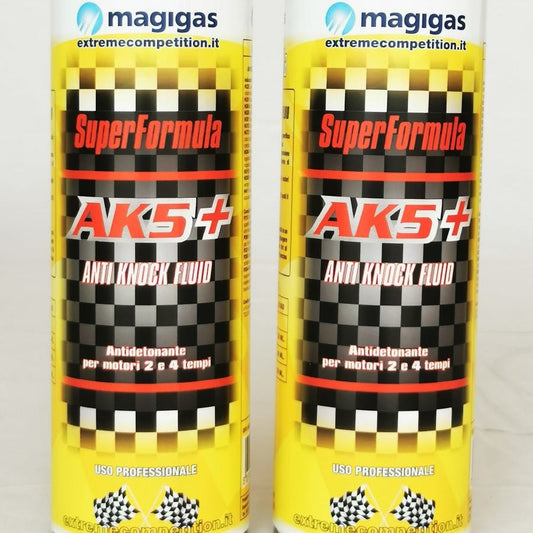 magigas
extremecompetition.it
SuperFormula
AK5+
ANTI KNOCK FLUID
Antidetonante
per motori 2 e 4 tempi
USO PROFESSIONALE
extremecompetition.it
magigas
extremecompetition.it
SuperFormula
AK5+
ANTI KNOCK FLUID
Antidetonante
per motori 2 e 4 tempi
USO PROFESSIONALE
extremecompetition.it